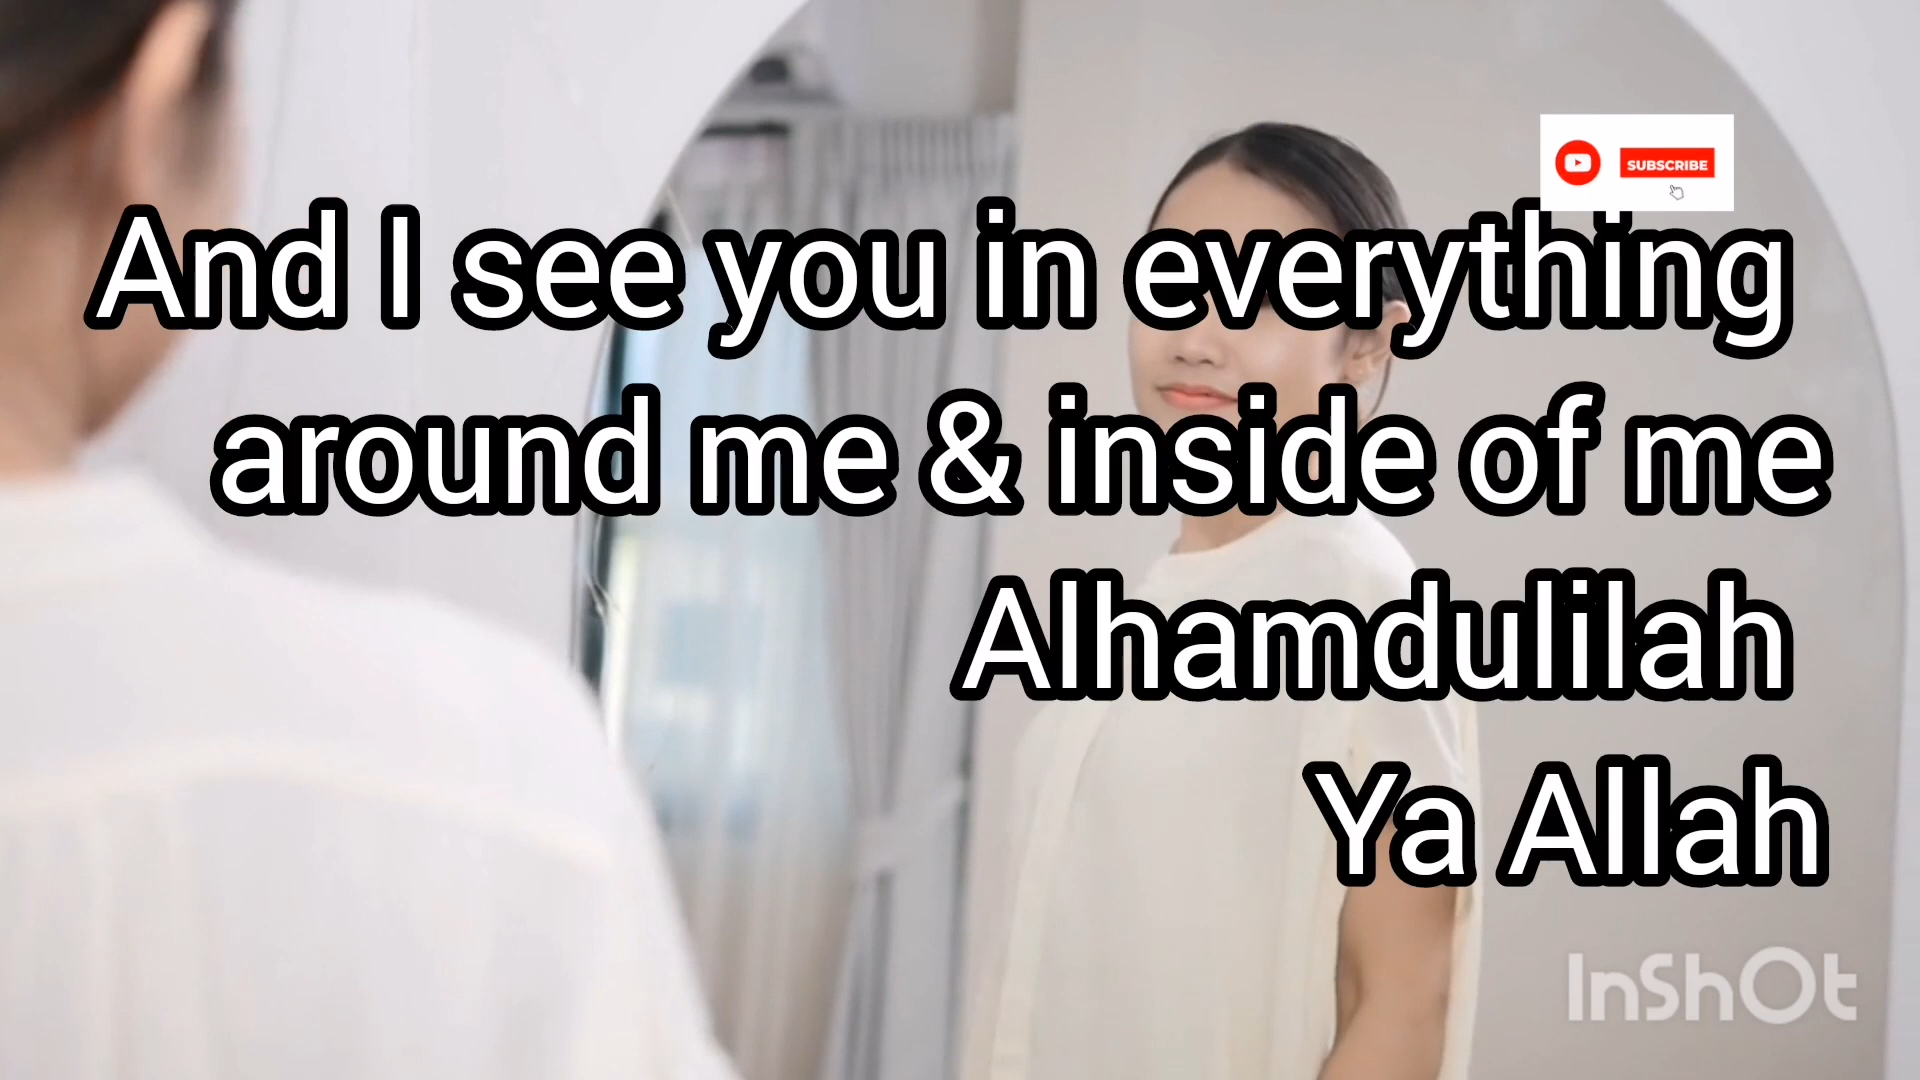 SUBSCRIBE
And I see you in everything
around me & inside of me
Alhamdulilah
Ya Allah
InShOt